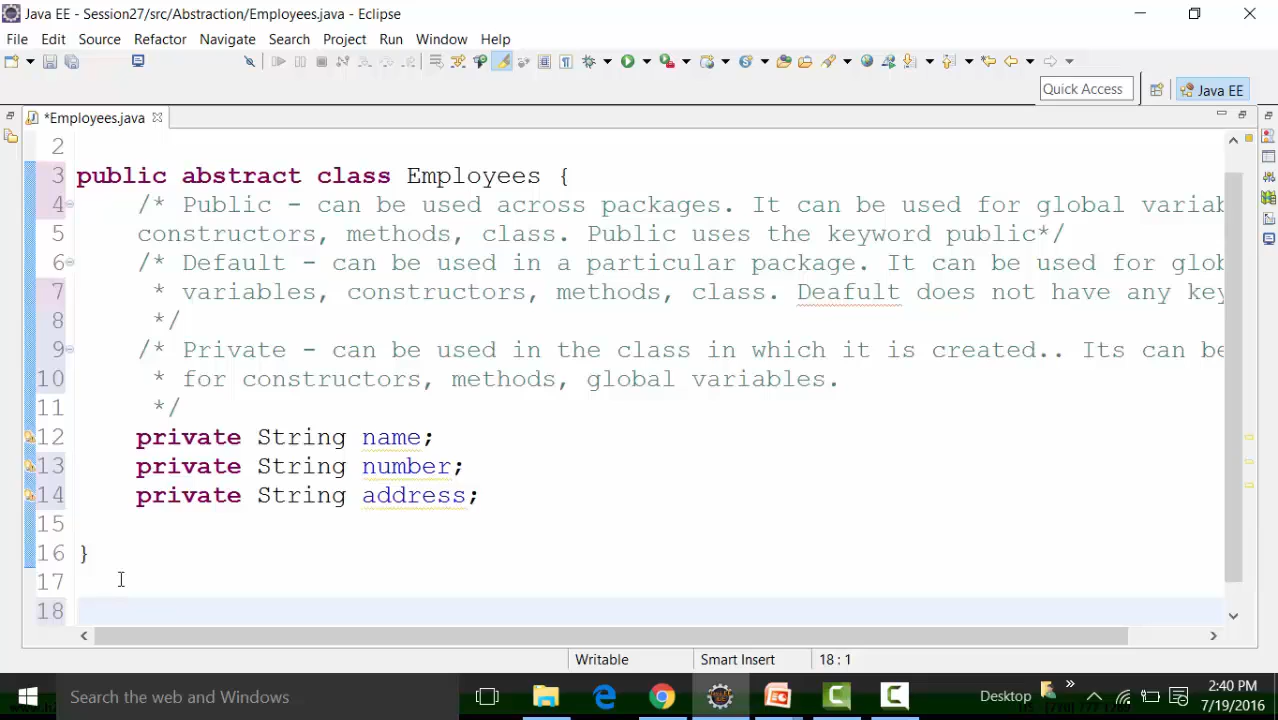 Java EE - Session27/src/Abstraction/Employees.java - Eclipse
File Edit Source Refactor Navigate Search Project Run Window Help
Quick Access
Java EE
*Employees.java
2
3 public abstract class Employees {
4 /* Public - can be used across packages. It can be used for global variab
5 constructors, methods, class. Public uses the keyword public*/
6 /* Default - can be used in a particular package. It can be used for glob
7 * variables, constructors, methods, class. Deafult does not have any key
8 */
9 /* Private - can be used in the class in which it is created.. Its can be
10 * for constructors, methods, global variables.
11 */
12 private String name;
13 private String number;
14 private String address;
15
16 }
17
18
Writable Smart Insert 18 : 1
Search the web and Windows
Desktop
2:40 PM
7/19/2016